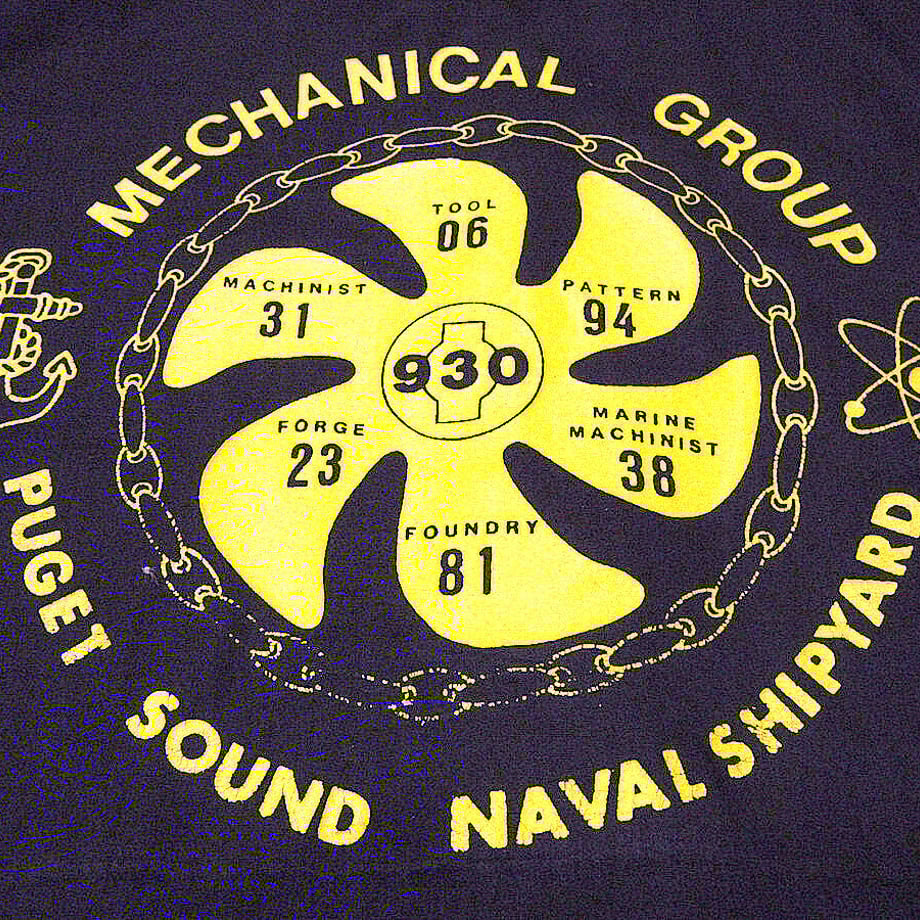 MECHANICAL GROUP
TOOL
06
PATTERN
94
MACHINIST
31
930
MARINE
MACHINIST
38
FORGE
23
FOUNDRY
81
PUGET SOUND NAVAL SHIPYARD